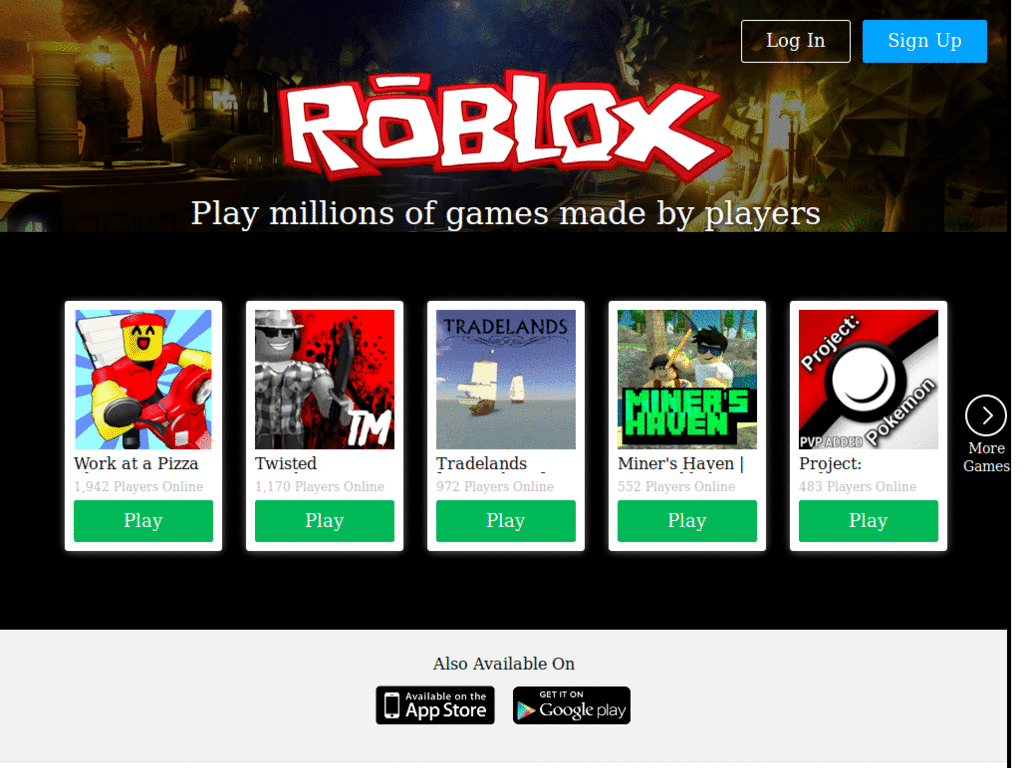 Log In
Sign Up
RŌBLOX
Play millions of games made by players
TRADELANDS
MINER'S
HAVEN
Project:
Pokemon
PVP ADDED
TM
Work at a Pizza
Twisted
Tradelands
Miner's Haven |
Project:
1,942 Players Online
1,170 Players Online
972 Players Online
552 Players Online
483 Players Online
Play
Play
Play
Play
Play
More
Games
Also Available On
Available on the
App Store
GET IT ON
Google play